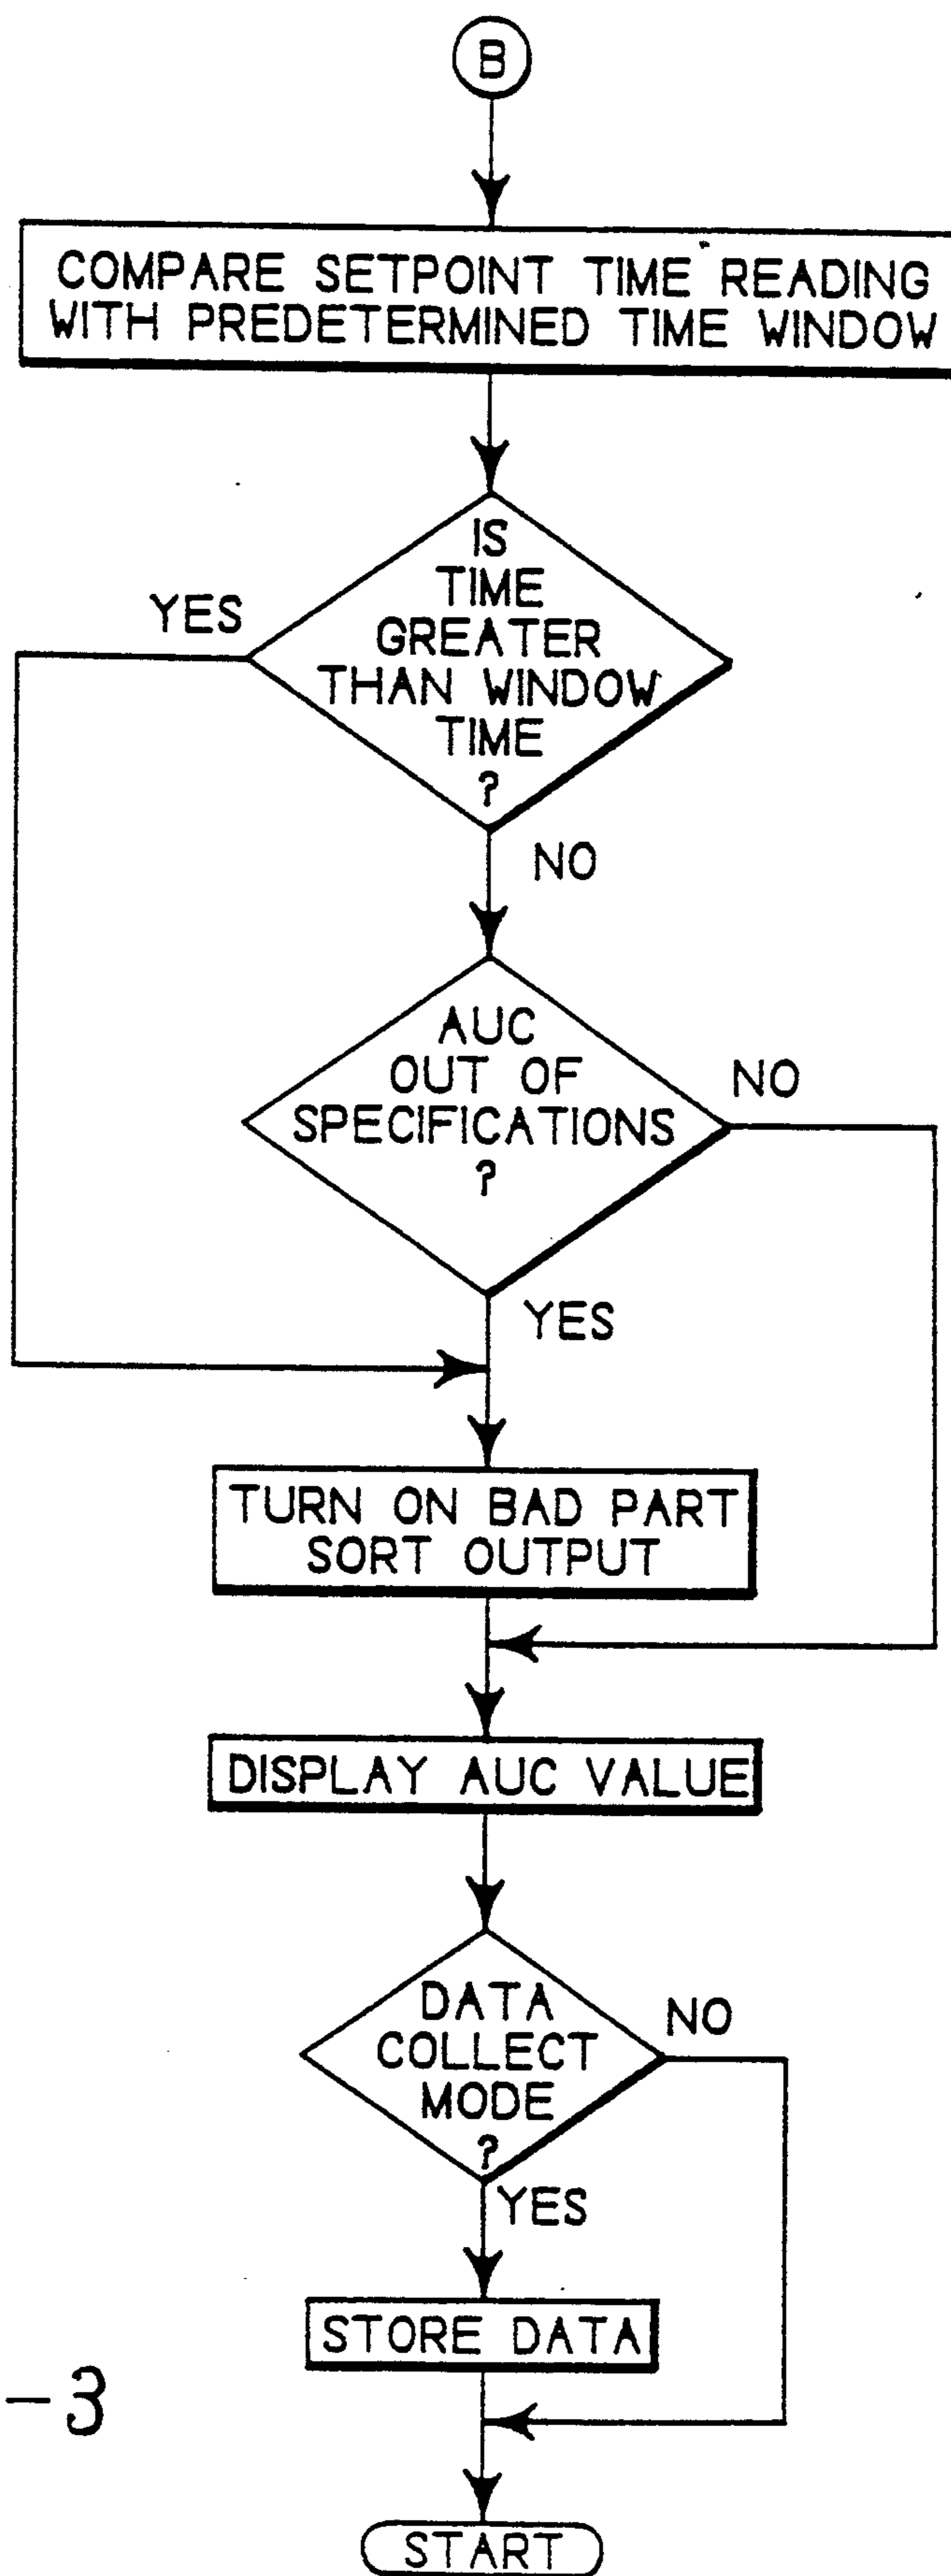 B
COMPARE SETPOINT TIME READING
WITH PREDETERMINED TIME WINDOW
IS
TIME
GREATER
THAN WINDOW
TIME
?
YES
NO
AUC
OUT OF
SPECIFICATIONS
?
NO
YES
TURN ON BAD PART
SORT OUTPUT
DISPLAY AUC VALUE
DATA
COLLECT
MODE
?
NO
YES
STORE DATA
-3
START